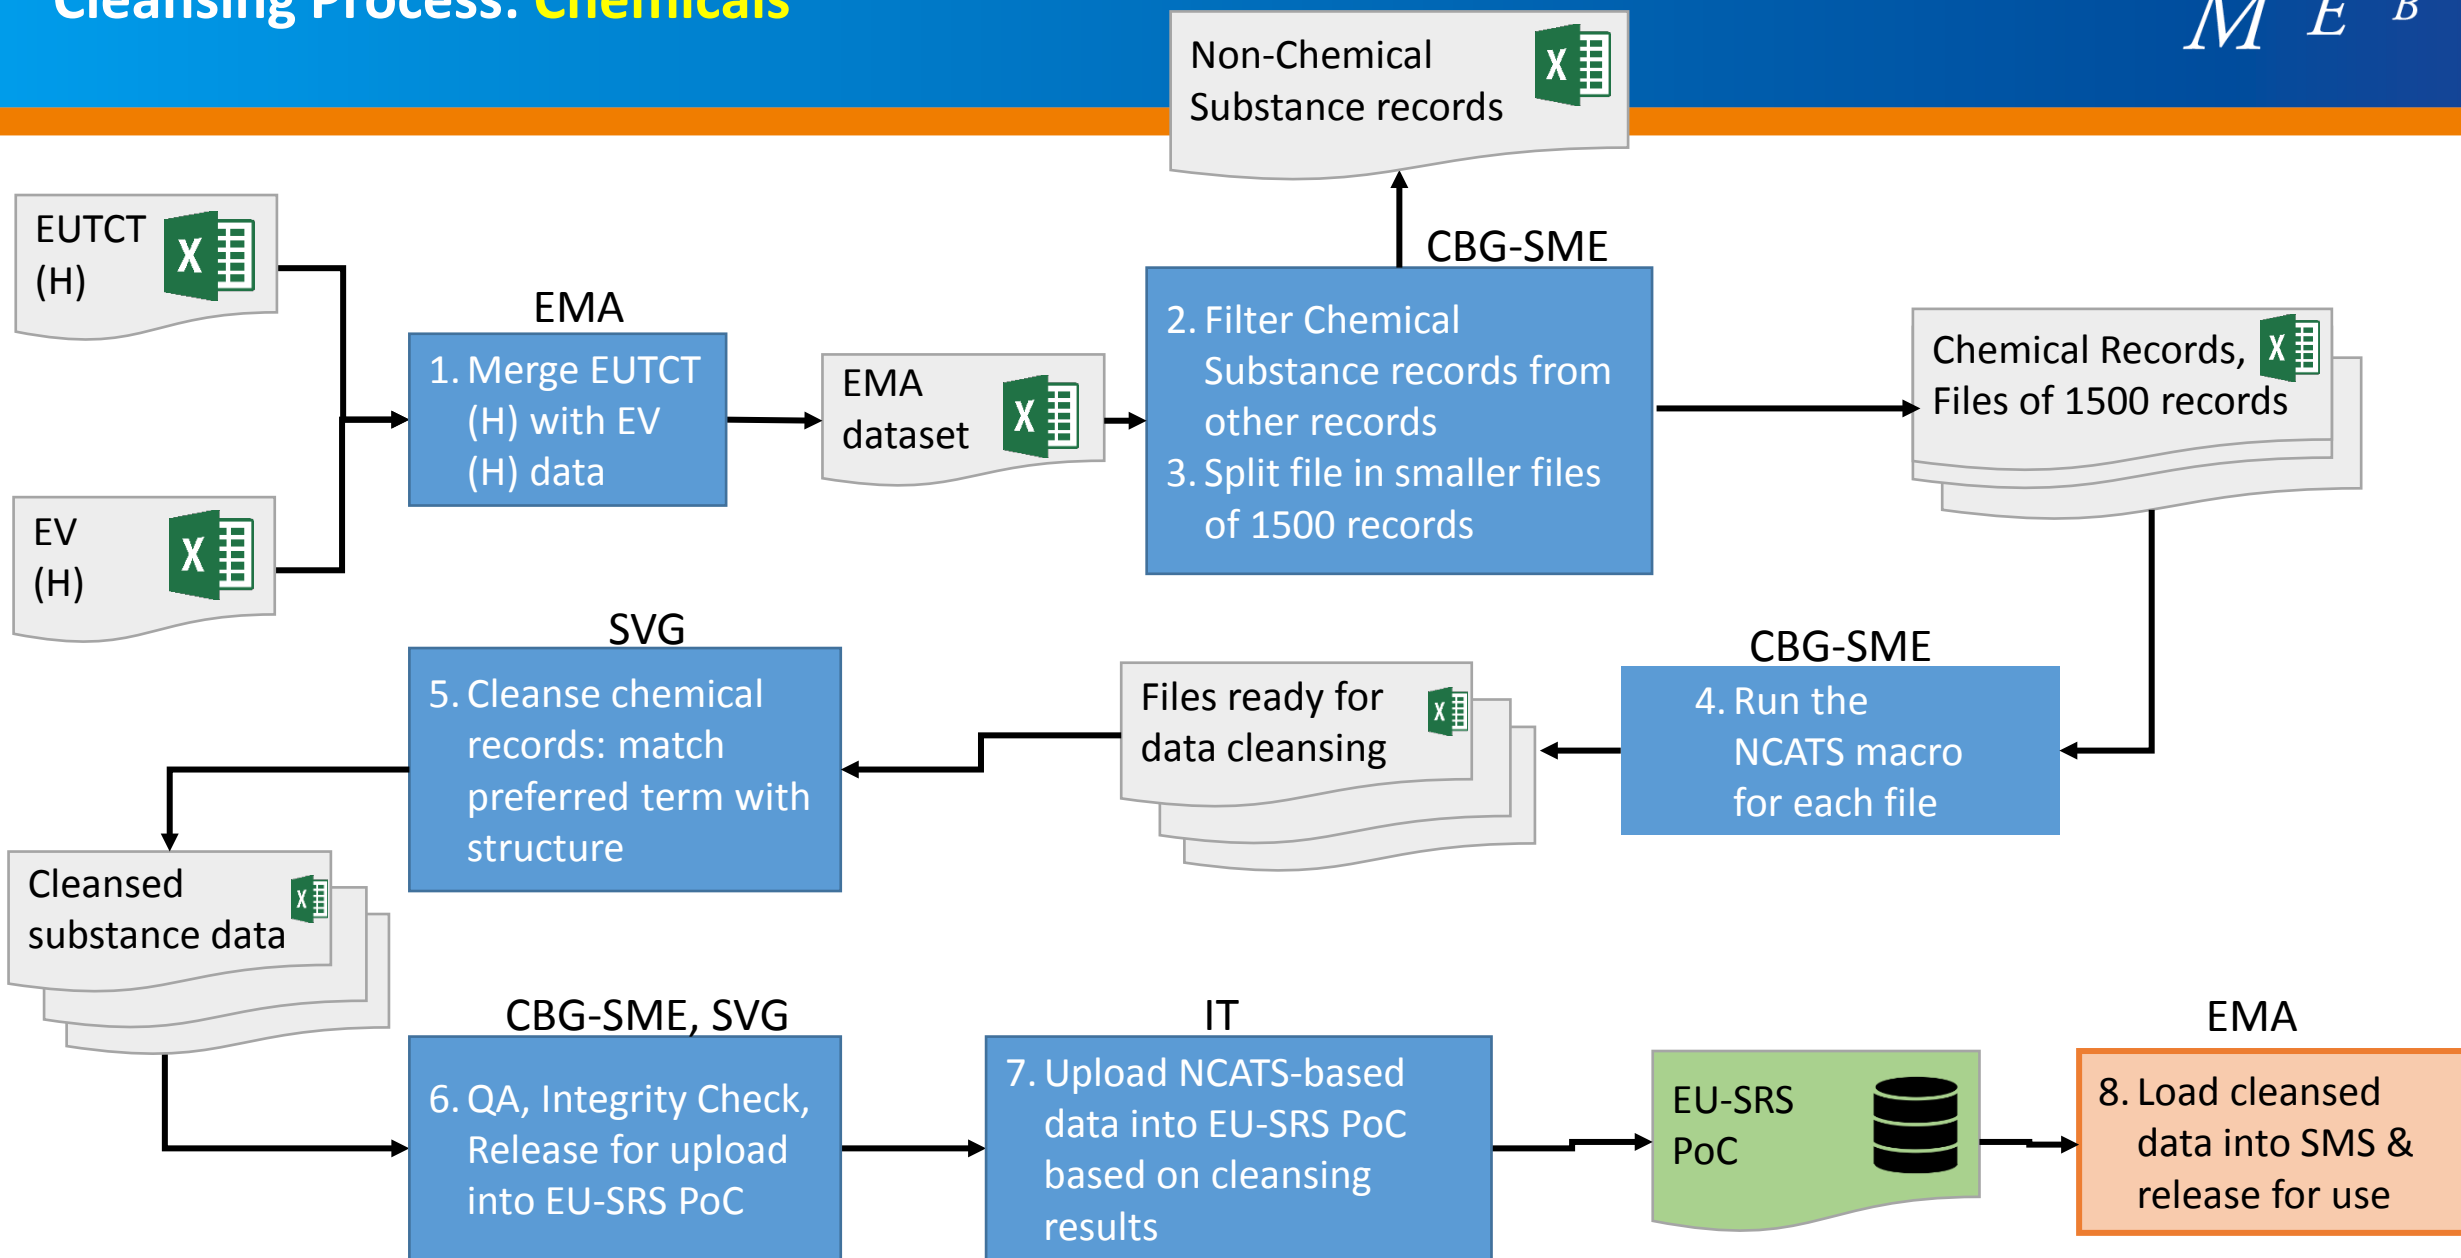 Cleansing Process: Chemicals
M E B
Non-Chemical
Substance records
EUTCT
(H)
EV
(H)
EMA
1. Merge EUTCT
(H) with EV
(H) data
EMA
dataset
CBG-SME
2. Filter Chemical
Substance records from
other records
3. Split file in smaller files
of 1500 records
Chemical Records,
Files of 1500 records
CBG-SME
4. Run the
NCATS macro
for each file
Files ready for
data cleansing
SVG
5. Cleanse chemical
records: match
preferred term with
structure
Cleansed
substance data
CBG-SME, SVG
6. QA, Integrity Check,
Release for upload
into EU-SRS PoC
IT
7. Upload NCATS-based
data into EU-SRS PoC
based on cleansing
results
EU-SRS
PoC
EMA
8. Load cleansed
data into SMS &
release for use